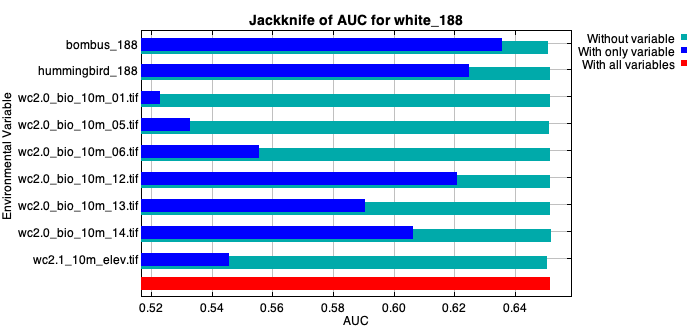 Jackknife of AUC for white_188
Without variable
With only variable
With all variables
Environmental Variable
bombus_188
hummingbird_188
wc2.0_bio_10m_01.tif
wc2.0_bio_10m_05.tif
wc2.0_bio_10m_06.tif
wc2.0_bio_10m_12.tif
wc2.0_bio_10m_13.tif
wc2.0_bio_10m_14.tif
wc2.1_10m_elev.tif
0.52 0.54 0.56 0.58 0.60 0.62 0.64
AUC